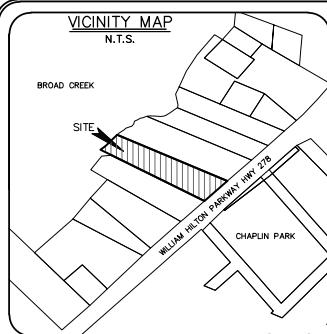 VICINITY MAP
N.T.S.
BROAD CREEK
SITE
WILLIAM HILTON PARKWAY HWY 278
CHAPLIN PARK